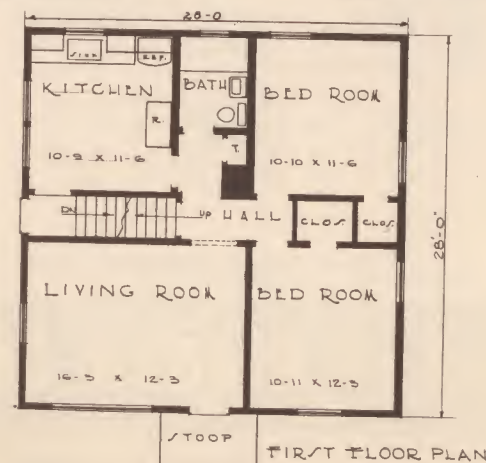 28-0
SINK
REF.
KITCHEN
BATH
BED ROOM
R.
T.
10-9 x 11-6
10-10 x 11-6
DN
UP
HALL
CLOS.
CLOS.
28'-0"
LIVING ROOM
BED ROOM
16-3 x 12-3
10-11 x 12-3
STOOP
FIRST FLOOR PLAN